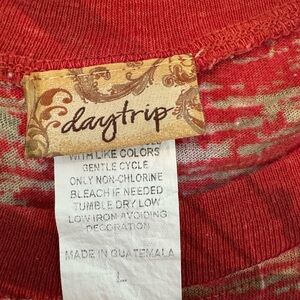 daytrip
WITH LIKE COLORS
GENTLE CYCLE
ONLY NON-CHLORINE
BLEACH IF NEEDED
TUMBLE DRY LOW
LOW IRON AVOIDING
DECORATION
MADE IN GUATEMALA
L